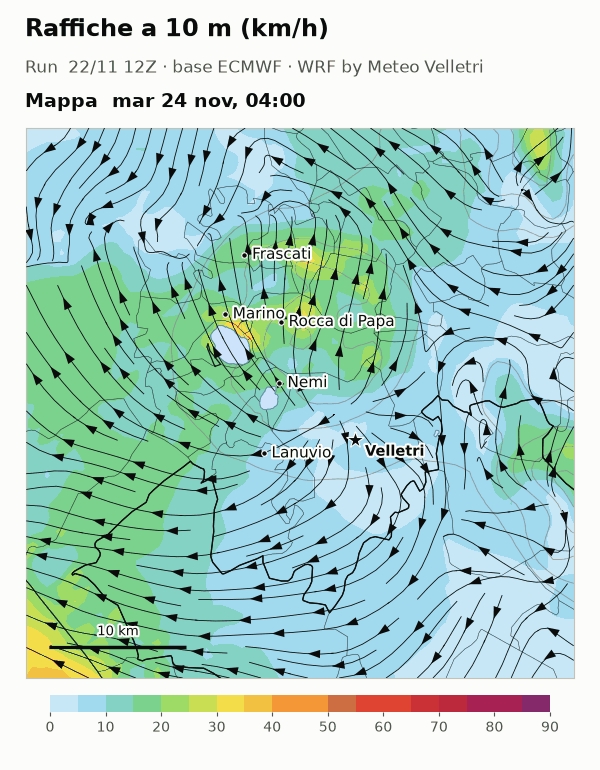 Raffiche a 10 m (km/h)
Run  22/11 12Z · base ECMWF · WRF by Meteo Velletri
Mappa  mar 24 nov, 04:00
Frascati
Marino
Rocca di Papa
Nemi
Velletri
Lanuvio
10 km
0 10 20 30 40 50 60 70 80 90